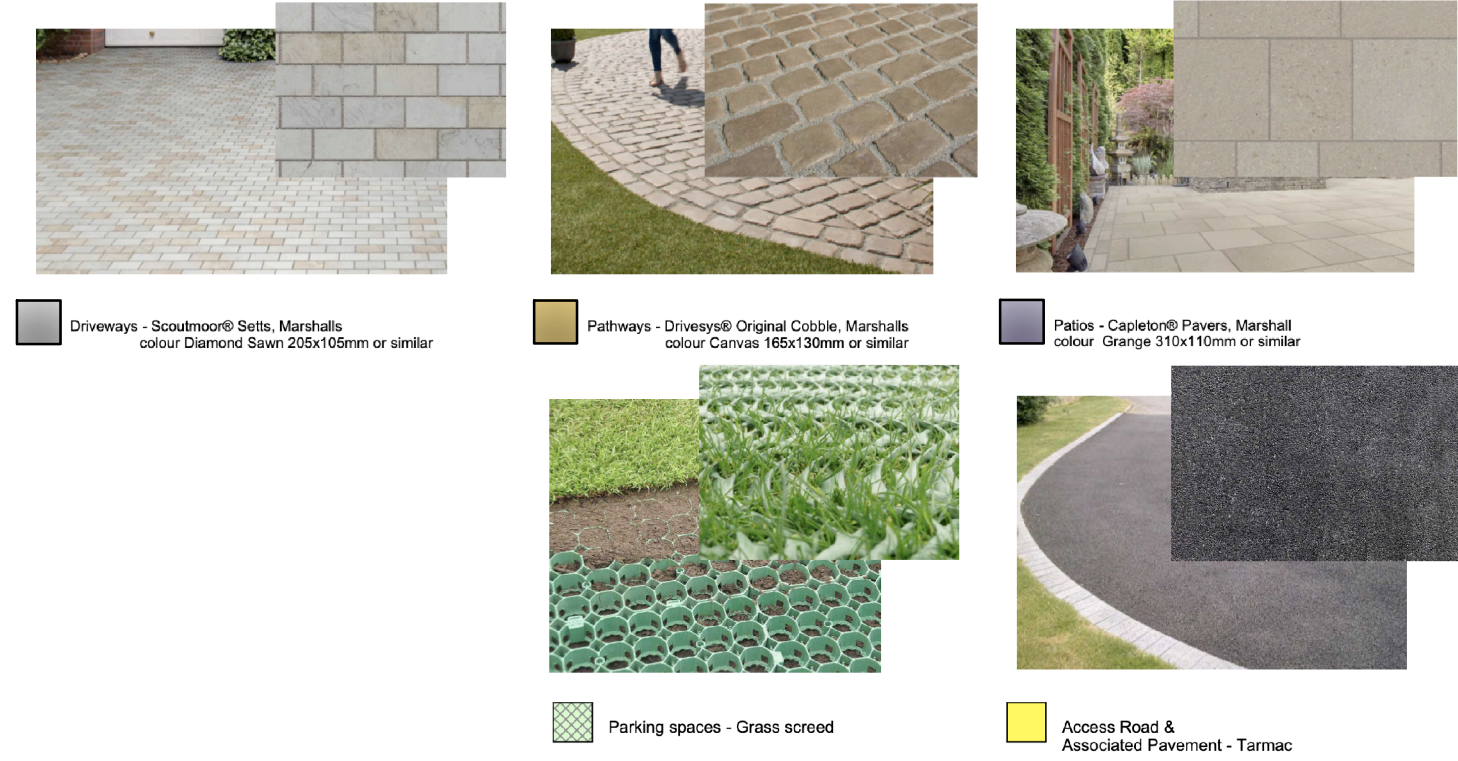 Driveways - Scoutmoor® Setts, Marshalls
colour Diamond Sawn 205x105mm or similar
Pathways - Drivesys® Original Cobble, Marshalls
colour Canvas 165x130mm or similar
Patios - Capleton® Pavers, Marshall
colour Grange 310x110mm or similar
Parking spaces - Grass screed
Access Road &
Associated Pavement - Tarmac